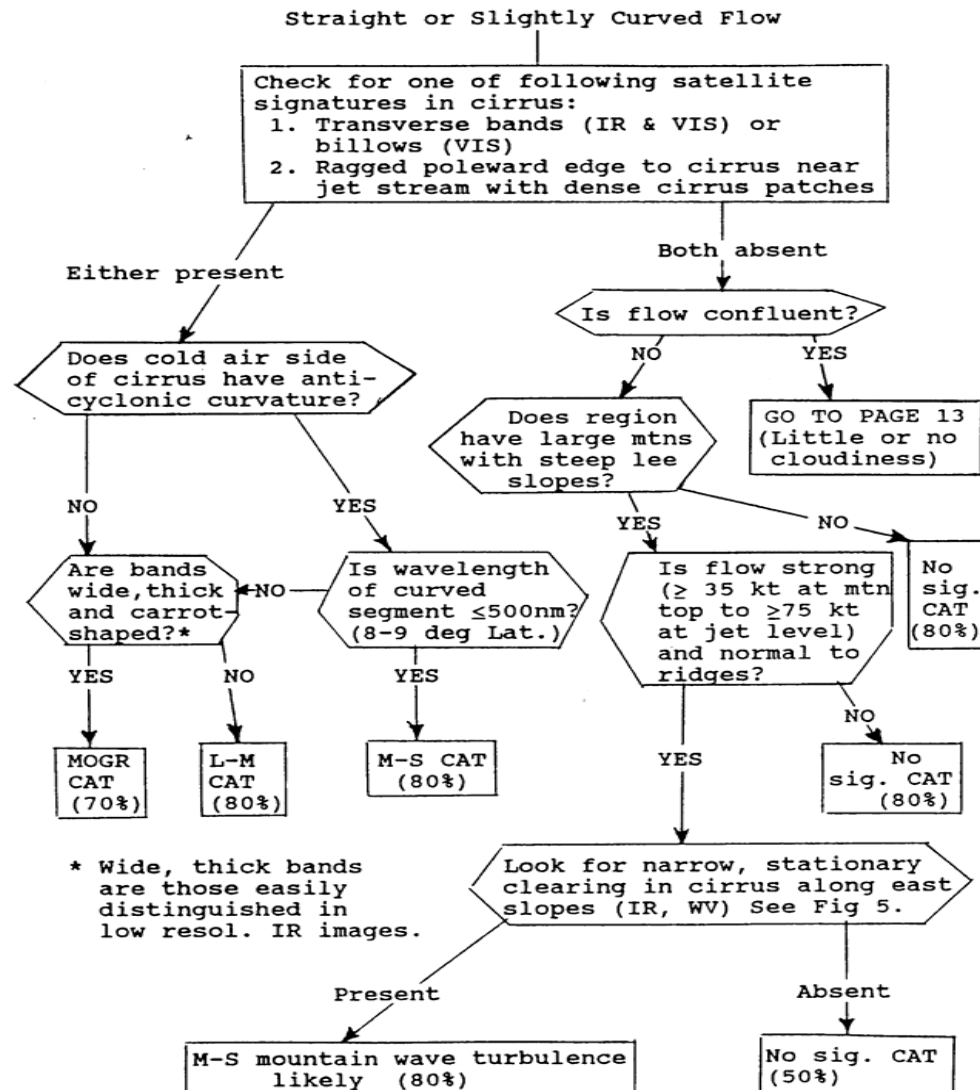 Straight or Slightly Curved Flow
Check for one of following satellite
signatures in cirrus:
1. Transverse bands (IR & VIS) or
billows (VIS)
2. Ragged poleward edge to cirrus near
jet stream with dense cirrus patches
Either present
Both absent
Is flow confluent?
NO
YES
Does cold air side
of cirrus have anti-
cyclonic curvature?
Does region
have large mtns
with steep lee
slopes?
GO TO PAGE 13
(Little or no
cloudiness)
NO
YES
YES
NO
Are bands
wide,thick
and carrot-
shaped?*
NO
Is wavelength
of curved
segment ≤500nm?
(8-9 deg Lat.)
Is flow strong
(≥ 35 kt at mtn
top to ≥75 kt
at jet level)
and normal to
ridges?
No
sig.
CAT
(80%)
YES
NO
YES
YES
NO
MOGR
CAT
(70%)
L-M
CAT
(80%)
M-S CAT
(80%)
No
sig. CAT
(80%)
* Wide, thick bands
are those easily
distinguished in
low resol. IR images.
Look for narrow, stationary
clearing in cirrus along east
slopes (IR, WV) See Fig 5.
Present
Absent
M-S mountain wave turbulence
likely (80%)
No sig. CAT
(50%)